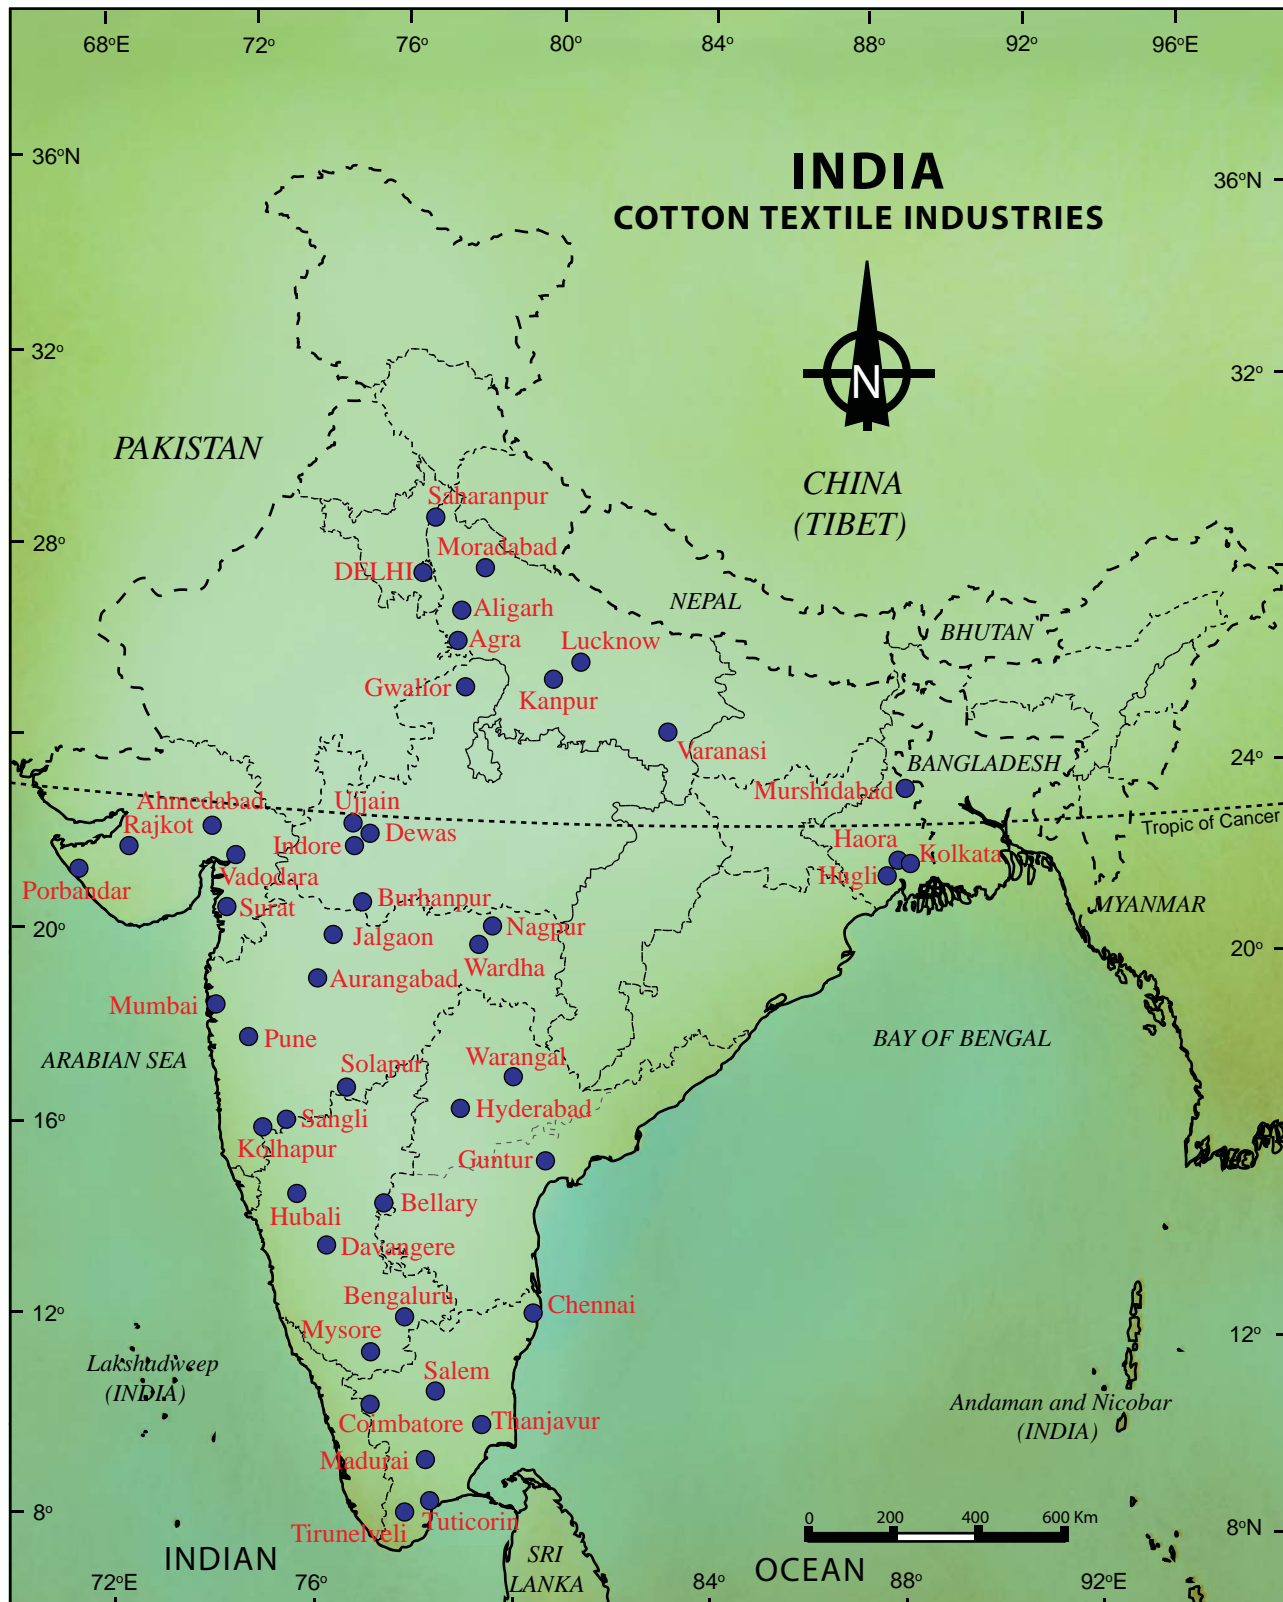 68°E 72° 76° 80° 84° 88° 92° 96°E
36°N
INDIA
36°N
COTTON TEXTILE INDUSTRIES
32°
N
32°
PAKISTAN
CHINA
(TIBET)
Saharanpur
28°
Moradabad
DELHI
NEPAL
Aligarh
BHUTAN
Agra
Lucknow
Gwalior
Kanpur
Varanasi
24°
BANGLADESH
Murshidabad
Ahmedabad
Ujjain
Rajkot
Dewas
Tropic of Cancer
Indore
Haora
Kolkata
Vadodara
Hugli
Porbandar
Burhanpur
Surat
MYANMAR
20°
Nagpur
Jalgaon
20°
Wardha
Aurangabad
Mumbai
Pune
BAY OF BENGAL
ARABIAN SEA
Solapur
Warangal
Hyderabad
16°
Sangli
Kolhapur
Guntur
Bellary
Hubali
Davangere
Bengaluru
Chennai
12°
Mysore
12°
Lakshadweep
(INDIA)
Salem
Andaman and Nicobar
(INDIA)
Coimbatore
Thanjavur
Madurai
8°
Tuticorin
0 200 400 600 Km
8°N
Tirunelveli
INDIAN
SRI
LANKA
OCEAN
72°E 76° 84° 88° 92°E